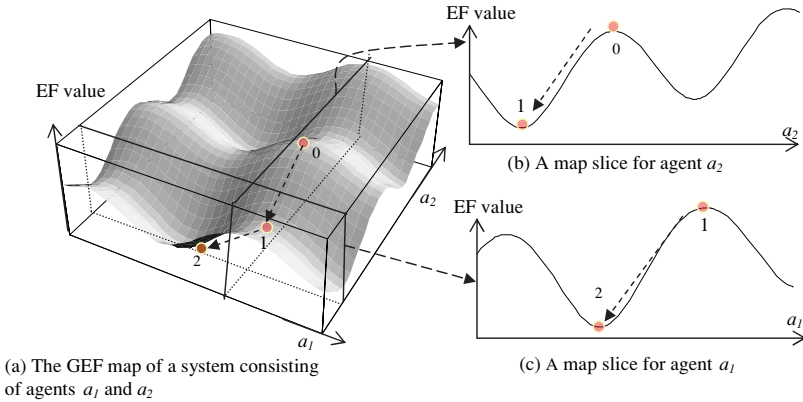 EF value
0
1
2
a2
a1
(a) The GEF map of a system consisting
of agents a1 and a2
EF value
0
1
a2
(b) A map slice for agent a2
EF value
1
2
a1
(c) A map slice for agent a1